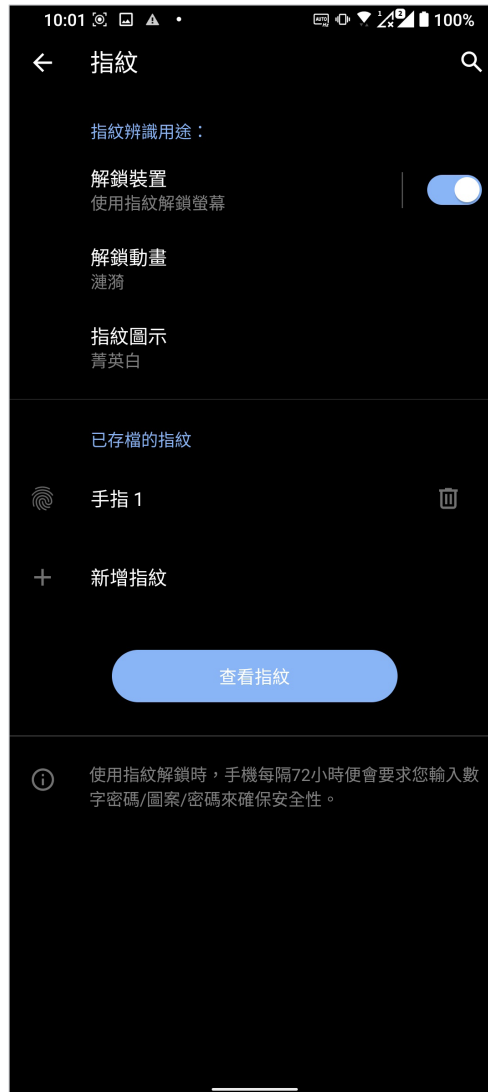 10:01 100%
指紋
指紋辨識用途：
解鎖裝置
使用指紋解鎖螢幕
解鎖動畫
漣漪
指紋圖示
菁英白
已存檔的指紋
手指 1
新增指紋
查看指紋
使用指紋解鎖時，手機每隔72小時便會要求您輸入數
字密碼/圖案/密碼來確保安全性。